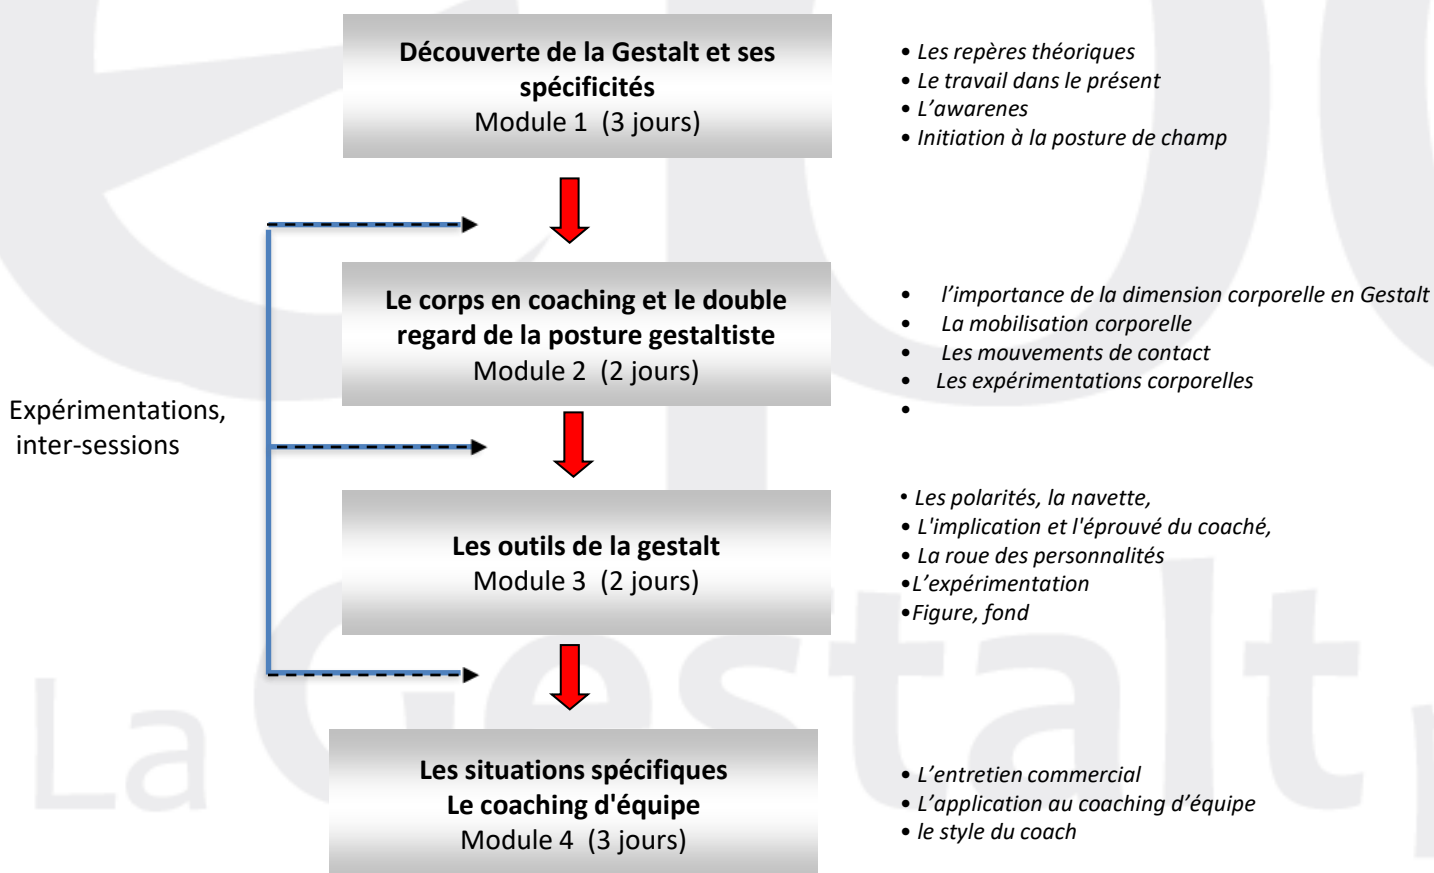 Découverte de la Gestalt et ses
spécificités
Module 1 (3 jours)
• Les repères théoriques
• Le travail dans le présent
• L’awarenes
• Initiation à la posture de champ
Le corps en coaching et le double
regard de la posture gestaltiste
Module 2 (2 jours)
• l’importance de la dimension corporelle en Gestalt
• La mobilisation corporelle
• Les mouvements de contact
• Les expérimentations corporelles
•
Expérimentations,
inter-sessions
Les outils de la gestalt
Module 3 (2 jours)
• Les polarités, la navette,
• L'implication et l'éprouvé du coaché,
• La roue des personnalités
•L’expérimentation
•Figure, fond
Les situations spécifiques
Le coaching d'équipe
Module 4 (3 jours)
• L’entretien commercial
• L’application au coaching d’équipe
• le style du coach
La Gestalt